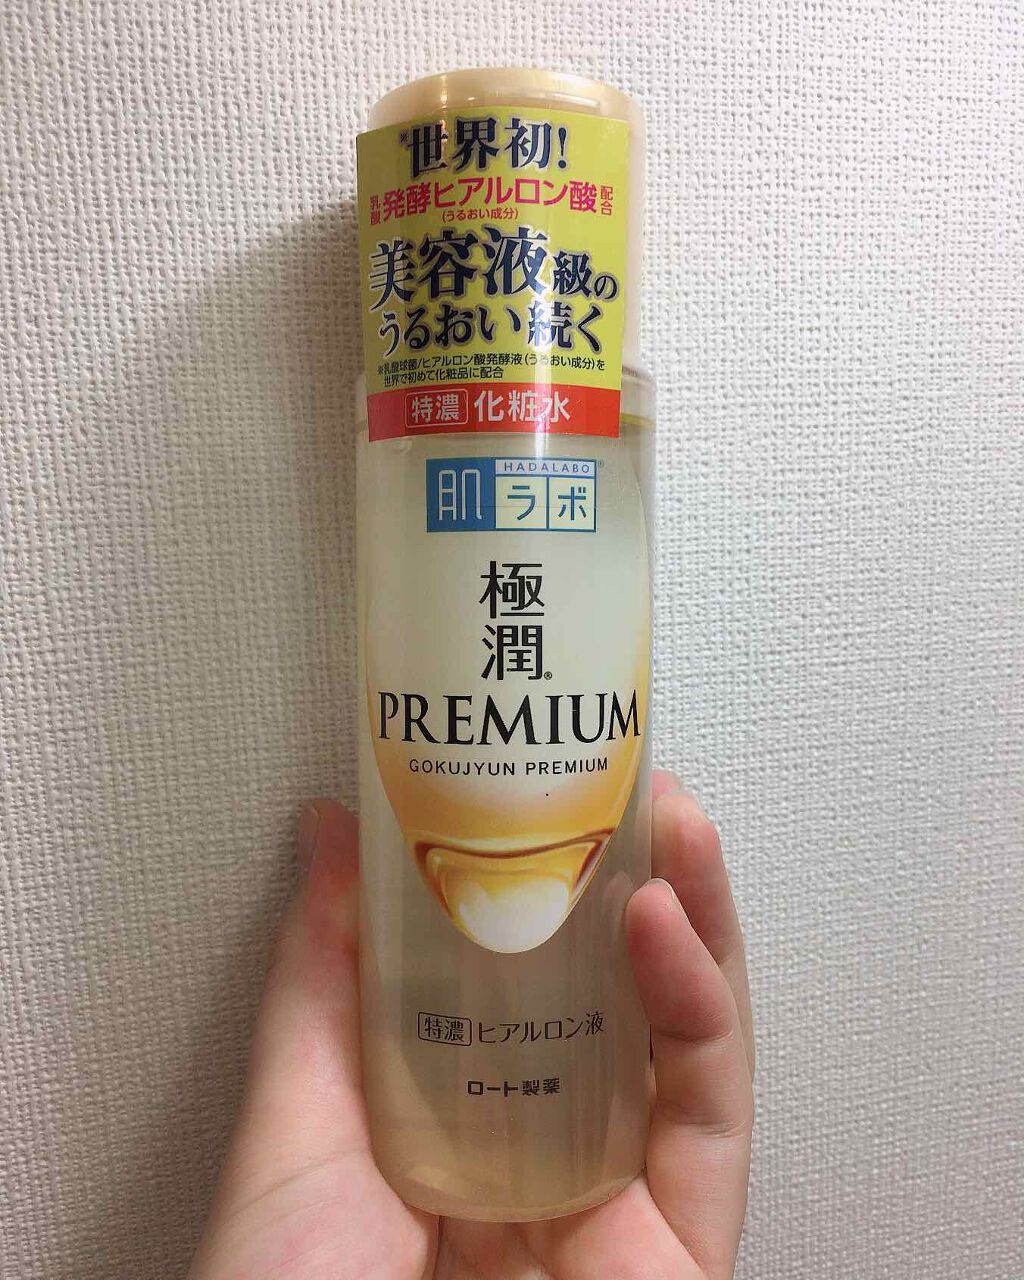 ※世界初!
乳酸発酵ヒアルロン酸配合
(うるおい成分)
美容液級の
うるおい続く
※乳酸球菌/ヒアルロン酸発酵液(うるおい成分)を
世界で初めて化粧品に配合
特濃 化粧水
HADALABO®
肌ラボ
極
潤®
PREMIUM
GOKUJYUN PREMIUM
特濃 ヒアルロン液
ロート製薬